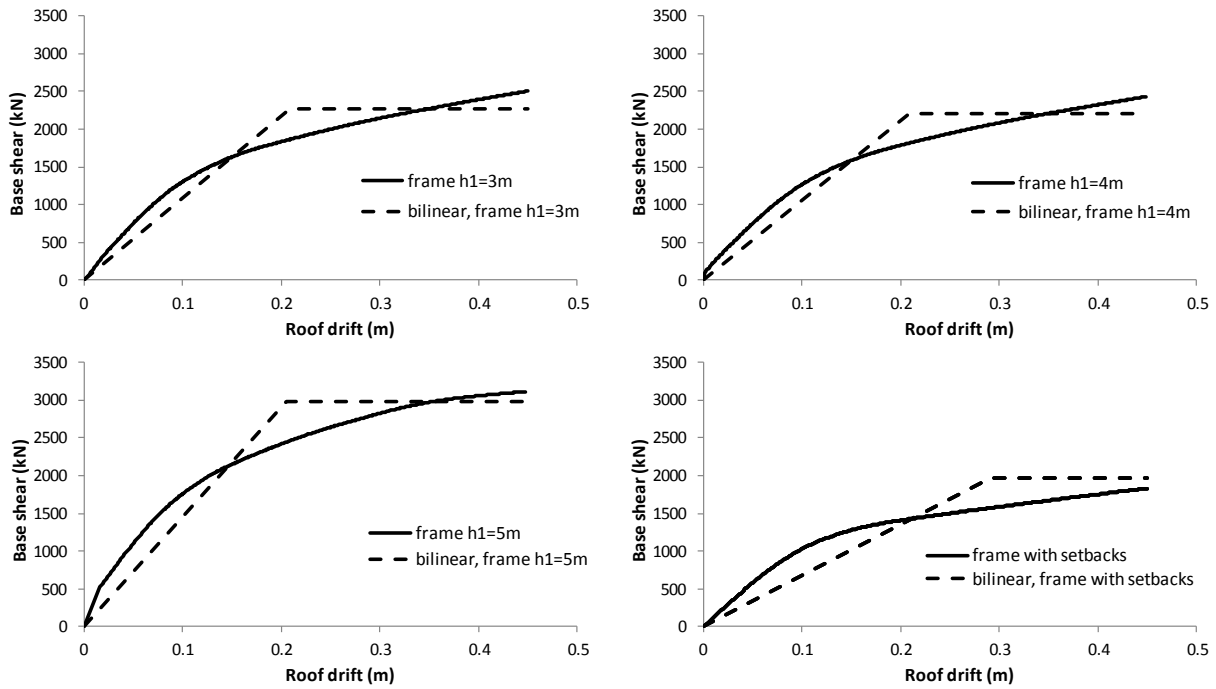 3500
3000
2500
2000
1500
1000
500
0
Base shear (kN)
frame h1=3m
bilinear, frame h1=3m
0 0.1 0.2 0.3 0.4 0.5
Roof drift (m)
3500
3000
2500
2000
1500
1000
500
0
Base shear (kN)
frame h1=4m
bilinear, frame h1=4m
0 0.1 0.2 0.3 0.4 0.5
Roof drift (m)
3500
3000
2500
2000
1500
1000
500
0
Base shear (kN)
frame h1=5m
bilinear, frame h1=5m
0 0.1 0.2 0.3 0.4 0.5
Roof drift (m)
3500
3000
2500
2000
1500
1000
500
0
Base shear (kN)
frame with setbacks
bilinear, frame with setbacks
0 0.1 0.2 0.3 0.4 0.5
Roof drift (m)